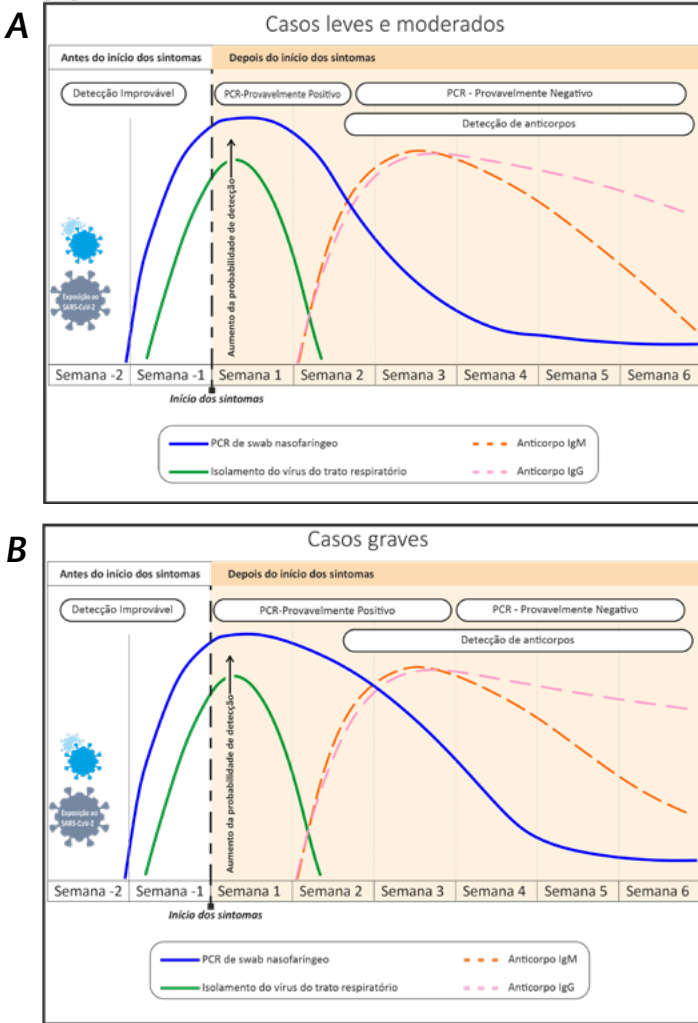 A
Casos leves e moderados
Antes do início dos sintomas
Depois do início dos sintomas
Detecção Improvável
PCR-Provavelmente Positivo
PCR - Provavelmente Negativo
Detecção de anticorpos
Aumento da probabilidade de detecção
Exposição ao
SARS-CoV-2
Semana -2
Semana -1
Semana 1
Semana 2
Semana 3
Semana 4
Semana 5
Semana 6
Início dos sintomas
PCR de swab nasofaríngeo
Anticorpo IgM
Isolamento do vírus do trato respiratório
Anticorpo IgG
B
Casos graves
Antes do início dos sintomas
Depois do início dos sintomas
Detecção Improvável
PCR-Provavelmente Positivo
PCR - Provavelmente Negativo
Detecção de anticorpos
Aumento da probabilidade de detecção
Exposição ao
SARS-CoV-2
Semana -2
Semana -1
Semana 1
Semana 2
Semana 3
Semana 4
Semana 5
Semana 6
Início dos sintomas
PCR de swab nasofaríngeo
Anticorpo IgM
Isolamento do vírus do trato respiratório
Anticorpo IgG